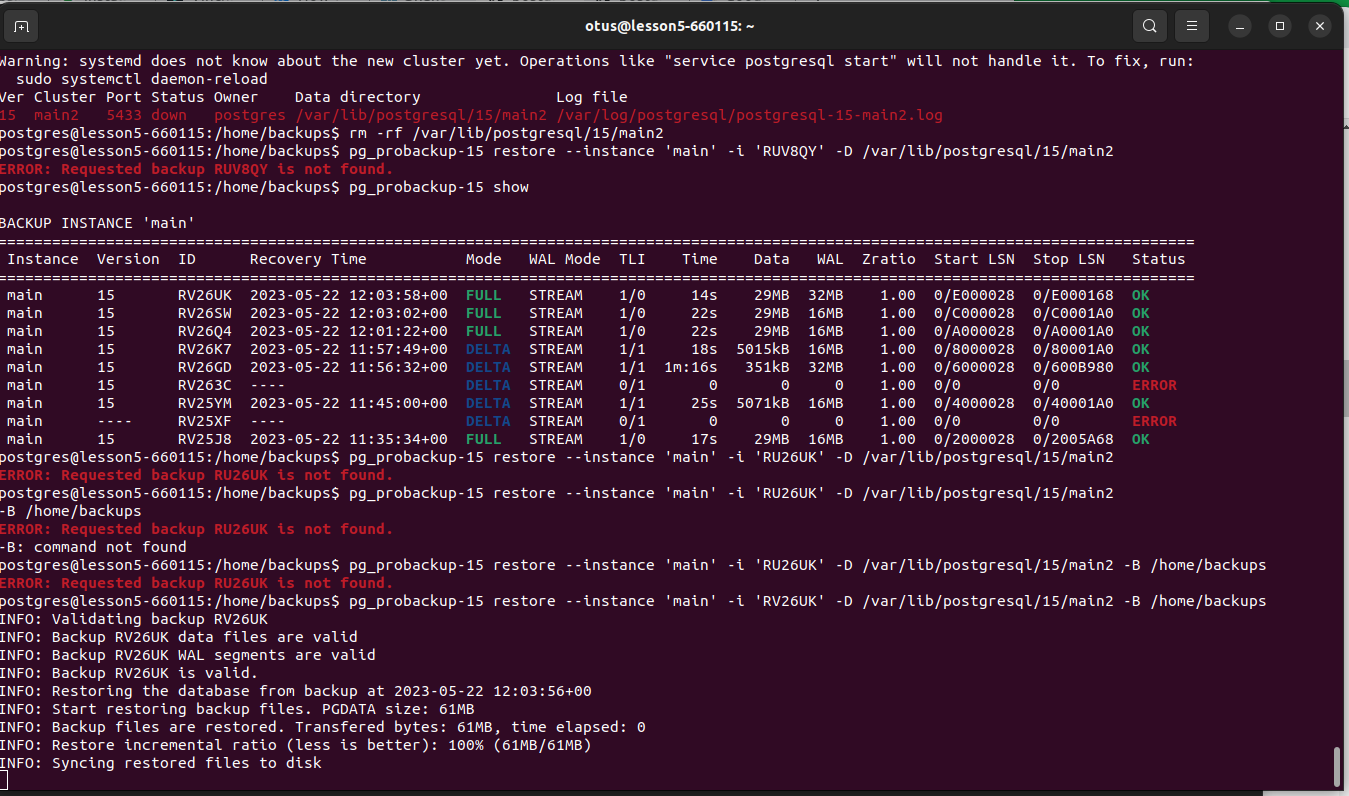 otus@lesson5-660115: ~
Warning: systemd does not know about the new cluster yet. Operations like "service postgresql start" will not handle it. To fix, run:
  sudo systemctl daemon-reload
Ver Cluster Port Status Owner    Data directory               Log file
15  main2   5433 down   postgres /var/lib/postgresql/15/main2 /var/log/postgresql/postgresql-15-main2.log
postgres@lesson5-660115:/home/backups$ rm -rf /var/lib/postgresql/15/main2
postgres@lesson5-660115:/home/backups$ pg_probackup-15 restore --instance 'main' -i 'RUV8QY' -D /var/lib/postgresql/15/main2
ERROR: Requested backup RUV8QY is not found.
postgres@lesson5-660115:/home/backups$ pg_probackup-15 show
BACKUP INSTANCE 'main'
=====================================================================================================================================
 Instance  Version  ID      Recovery Time           Mode   WAL Mode  TLI    Time    Data   WAL  Zratio  Start LSN  Stop LSN   Status
=====================================================================================================================================
 main      15       RV26UK  2023-05-22 12:03:58+00  FULL   STREAM    1/0     14s    29MB  32MB    1.00  0/E000028  0/E000168  OK
 main      15       RV26SW  2023-05-22 12:03:02+00  FULL   STREAM    1/0     22s    29MB  16MB    1.00  0/C000028  0/C0001A0  OK
 main      15       RV26Q4  2023-05-22 12:01:22+00  FULL   STREAM    1/0     22s    29MB  16MB    1.00  0/A000028  0/A0001A0  OK
 main      15       RV26K7  2023-05-22 11:57:49+00  DELTA  STREAM    1/1     18s  5015kB  16MB    1.00  0/8000028  0/80001A0  OK
 main      15       RV26GD  2023-05-22 11:56:32+00  DELTA  STREAM    1/1  1m:16s   351kB  32MB    1.00  0/6000028  0/600B980  OK
 main      15       RV263C  ----                    DELTA  STREAM    0/1       0       0     0    1.00  0/0        0/0        ERROR
 main      15       RV25YM  2023-05-22 11:45:00+00  DELTA  STREAM    1/1     25s  5071kB  16MB    1.00  0/4000028  0/40001A0  OK
 main      ----     RV25XF  ----                    DELTA  STREAM    0/1       0       0     0    1.00  0/0        0/0        ERROR
 main      15       RV25J8  2023-05-22 11:35:34+00  FULL   STREAM    1/0     17s    29MB  16MB    1.00  0/2000028  0/2005A68  OK
postgres@lesson5-660115:/home/backups$ pg_probackup-15 restore --instance 'main' -i 'RU26UK' -D /var/lib/postgresql/15/main2
ERROR: Requested backup RU26UK is not found.
postgres@lesson5-660115:/home/backups$ pg_probackup-15 restore --instance 'main' -i 'RU26UK' -D /var/lib/postgresql/15/main2
-B /home/backups
ERROR: Requested backup RU26UK is not found.
-B: command not found
postgres@lesson5-660115:/home/backups$ pg_probackup-15 restore --instance 'main' -i 'RU26UK' -D /var/lib/postgresql/15/main2 -B /home/backups
ERROR: Requested backup RU26UK is not found.
postgres@lesson5-660115:/home/backups$ pg_probackup-15 restore --instance 'main' -i 'RV26UK' -D /var/lib/postgresql/15/main2 -B /home/backups
INFO: Validating backup RV26UK
INFO: Backup RV26UK data files are valid
INFO: Backup RV26UK WAL segments are valid
INFO: Backup RV26UK is valid.
INFO: Restoring the database from backup at 2023-05-22 12:03:56+00
INFO: Start restoring backup files. PGDATA size: 61MB
INFO: Backup files are restored. Transfered bytes: 61MB, time elapsed: 0
INFO: Restore incremental ratio (less is better): 100% (61MB/61MB)
INFO: Syncing restored files to disk